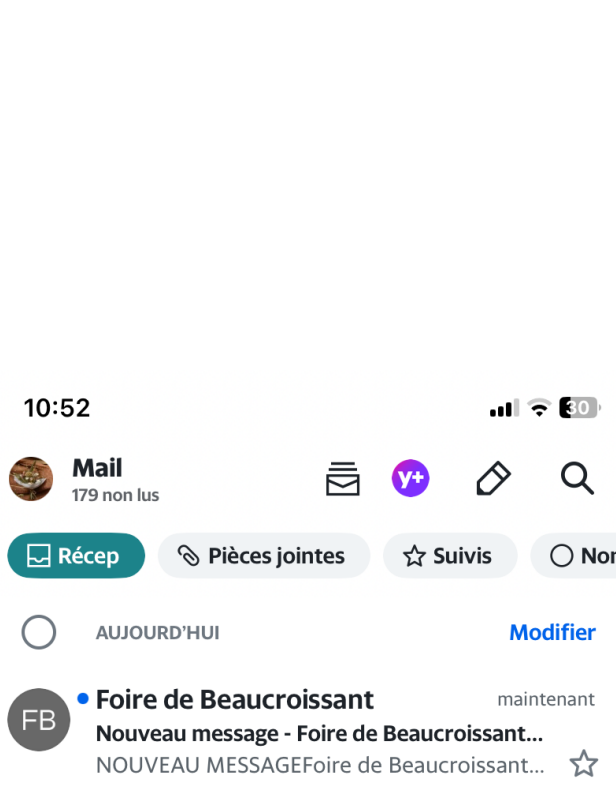 10:52
30
Mail
179 non lus
y+
Récep
Pièces jointes
Suivis
Nor
AUJOURD'HUI
Modifier
FB
Foire de Beaucroissant
maintenant
Nouveau message - Foire de Beaucroissant...
NOUVEAU MESSAGEFoire de Beaucroissant...